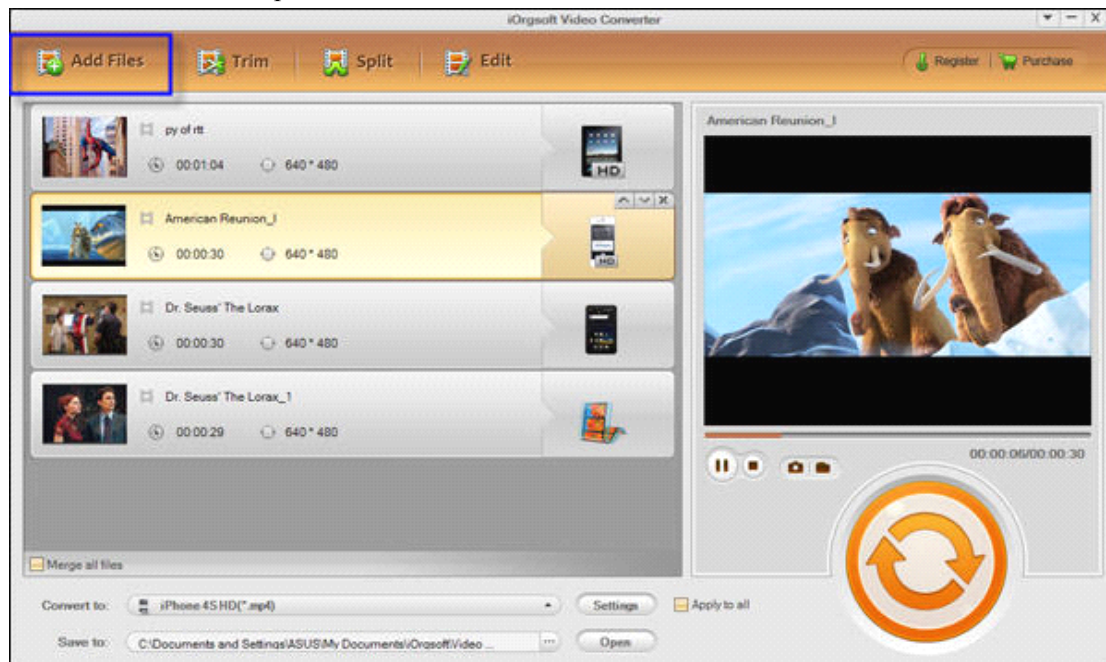 iOrgsoft Video Converter
Add Files Trim Split Edit Register Purchase
py of rtt
00:01:04 640 * 480
HD
American Reunion_I
00:00:30 640 * 480
HD
Dr. Seuss' The Lorax
00:00:30 640 * 480
Dr. Seuss' The Lorax_1
00:00:29 640 * 480
American Reunion_I
00:00:06/00:00:30
Merge all files
Convert to: iPhone 4S HD(*.mp4) Settings Apply to all
Save to: C:\Documents and Settings\ASUS\My Documents\iOrgsoft\Video ... ... Open